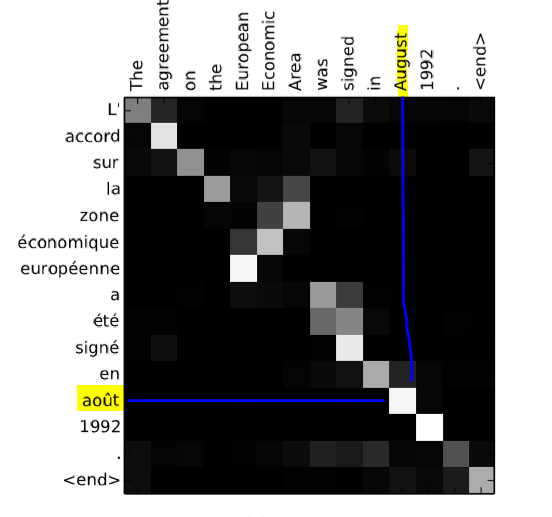 The
agreement
on
the
European
Economic
Area
was
signed
in
August
1992
.
<end>
L'
accord
sur
la
zone
économique
européenne
a
été
signé
en
août
1992
.
<end>